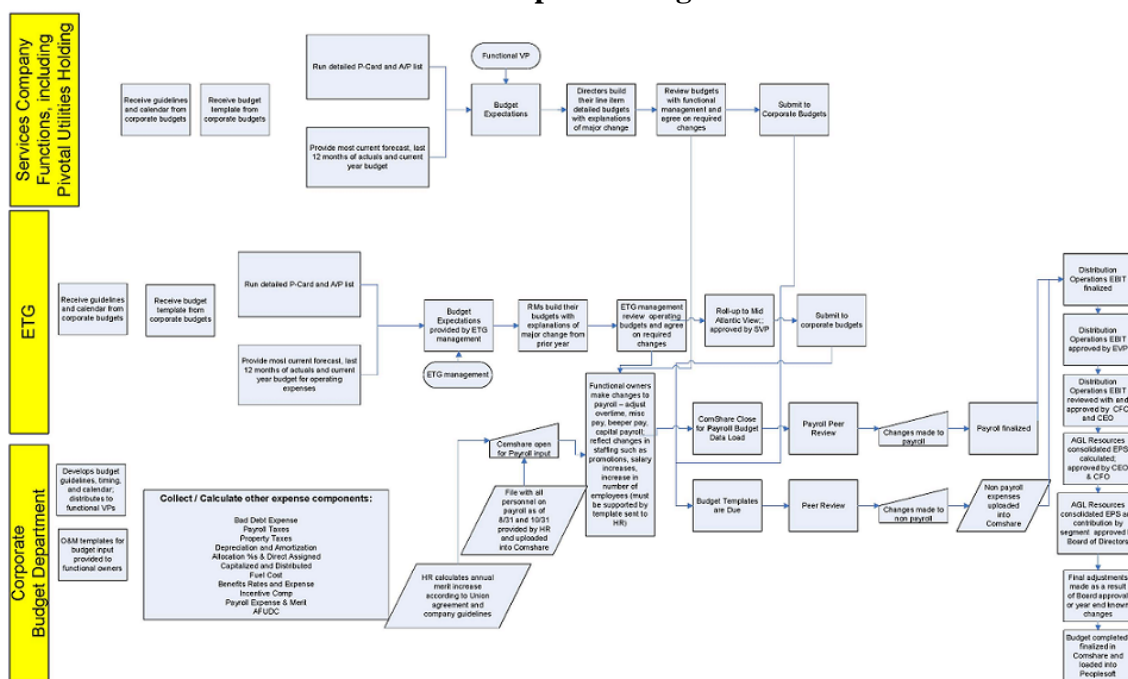 Services Company
Functions, including
Pivotal Utilities Holding
Receive guidelines
and calendar from
corporate budgets
Receive budget
template from
corporate budgets
Run detailed P-Card and A/P list
Provide most current forecast, last
12 months of actuals and current
year budget
Functional VP
Budget
Expectations
Directors build
their line item
detailed budgets
with explanations
of major change
Review budgets
with functional
management and
agree on required
changes
Submit to
Corporate Budgets
ETG
Receive guidelines
and calendar from
corporate budgets
Receive budget
template from
corporate budgets
Run detailed P-Card and A/P list
Provide most current forecast, last
12 months of actuals and current
year budget for operating
expenses
Budget
Expectations
provided by ETG
management
ETG management
RMs build their
budgets with
explanations of
major change from
prior year
ETG management
review operating
budgets and agree
on required
changes
Roll-up to Mid
Atlantic View;;
approved by SVP
Submit to
corporate budgets
Corporate
Budget Department
Develops budget
guidelines, timing,
and calendar;
distributes to
functional VPs
O&M templates for
budget input
provided to
functional owners
Collect / Calculate other expense components:
Bad Debt Expense
Payroll Taxes
Property Taxes
Depreciation and Amortization
Allocation %s & Direct Assigned
Capitalized and Distributed
Fuel Cost
Benefits Rates and Expense
Incentive Comp
Payroll Expense & Merit
AFUDC
Comshare open
for Payroll input
File with all
personnel on
payroll as of
8/31 and 10/31
provided by HR
and uploaded
into Comshare
HR calculates annual
merit increase
according to Union
agreement and
company guidelines
Functional owners
make changes to
payroll – adjust
overtime, misc
pay, beeper pay,
capital payroll;
reflect changes in
staffing such as
promotions, salary
increases,
increase in
number of
employees (must
be supported by
template sent to
HR)
ComShare Close
for Payroll Budget
Data Load
Payroll Peer
Review
Changes made to
payroll
Payroll finalized
Budget Templates
are Due
Peer Review
Changes made to
non payroll
Non payroll
expenses
uploaded into
Comshare
Distribution
Operations EBIT
finalized
Distribution
Operations EBIT
approved by EVP
Distribution
Operations EBIT
reviewed with and
approved by CFO
and CEO
AGL Resources
consolidated EPS
calculated;
approved by CEO
& CFO
AGL Resources
consolidated EPS
contribution by
segment approved
Board of Directors
Final adjustments
made as a result
of Board approval
or year end known
changes
Budget completed
finalized in
Comshare and
loaded into
Peoplesoft